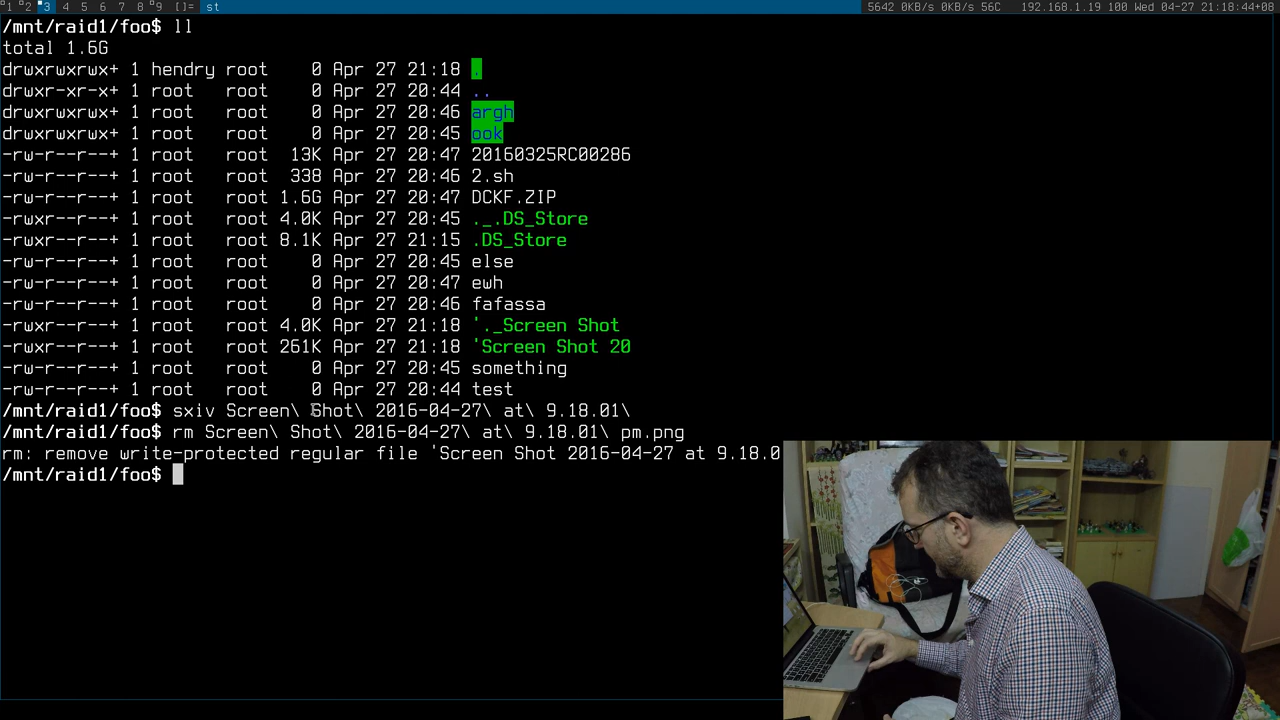 1 2 3 4 5 6 7 8 9 []= st 5642 0KB/s 0KB/s 56C 192.168.1.19 100 Wed 04-27 21:18:44+08
/mnt/raid1/foo$ ll
total 1.6G
drwxrwxrwx+ 1 hendry root 0 Apr 27 21:18 .
drwxr-xr-x+ 1 root root 0 Apr 27 20:44 ..
drwxrwxrwx+ 1 root root 0 Apr 27 20:46 argh
drwxrwxrwx+ 1 root root 0 Apr 27 20:45 ook
-rw-r--r--+ 1 root root 13K Apr 27 20:47 20160325RC00286
-rw-r--r--+ 1 root root 338 Apr 27 20:46 2.sh
-rw-r--r--+ 1 root root 1.6G Apr 27 20:47 DCKF.ZIP
-rwxr--r--+ 1 root root 4.0K Apr 27 20:45 ._.DS_Store
-rwxr--r--+ 1 root root 8.1K Apr 27 21:15 .DS_Store
-rw-r--r--+ 1 root root 0 Apr 27 20:45 else
-rw-r--r--+ 1 root root 0 Apr 27 20:47 ewh
-rw-r--r--+ 1 root root 0 Apr 27 20:46 fafassa
-rwxr--r--+ 1 root root 4.0K Apr 27 21:18 '._Screen Shot
-rwxr--r--+ 1 root root 261K Apr 27 21:18 'Screen Shot 20
-rw-r--r--+ 1 root root 0 Apr 27 20:45 something
-rw-r--r--+ 1 root root 0 Apr 27 20:44 test
/mnt/raid1/foo$ sxiv Screen\ Shot\ 2016-04-27\ at\ 9.18.01\
/mnt/raid1/foo$ rm Screen\ Shot\ 2016-04-27\ at\ 9.18.01\ pm.png
rm: remove write-protected regular file 'Screen Shot 2016-04-27 at 9.18.0
/mnt/raid1/foo$